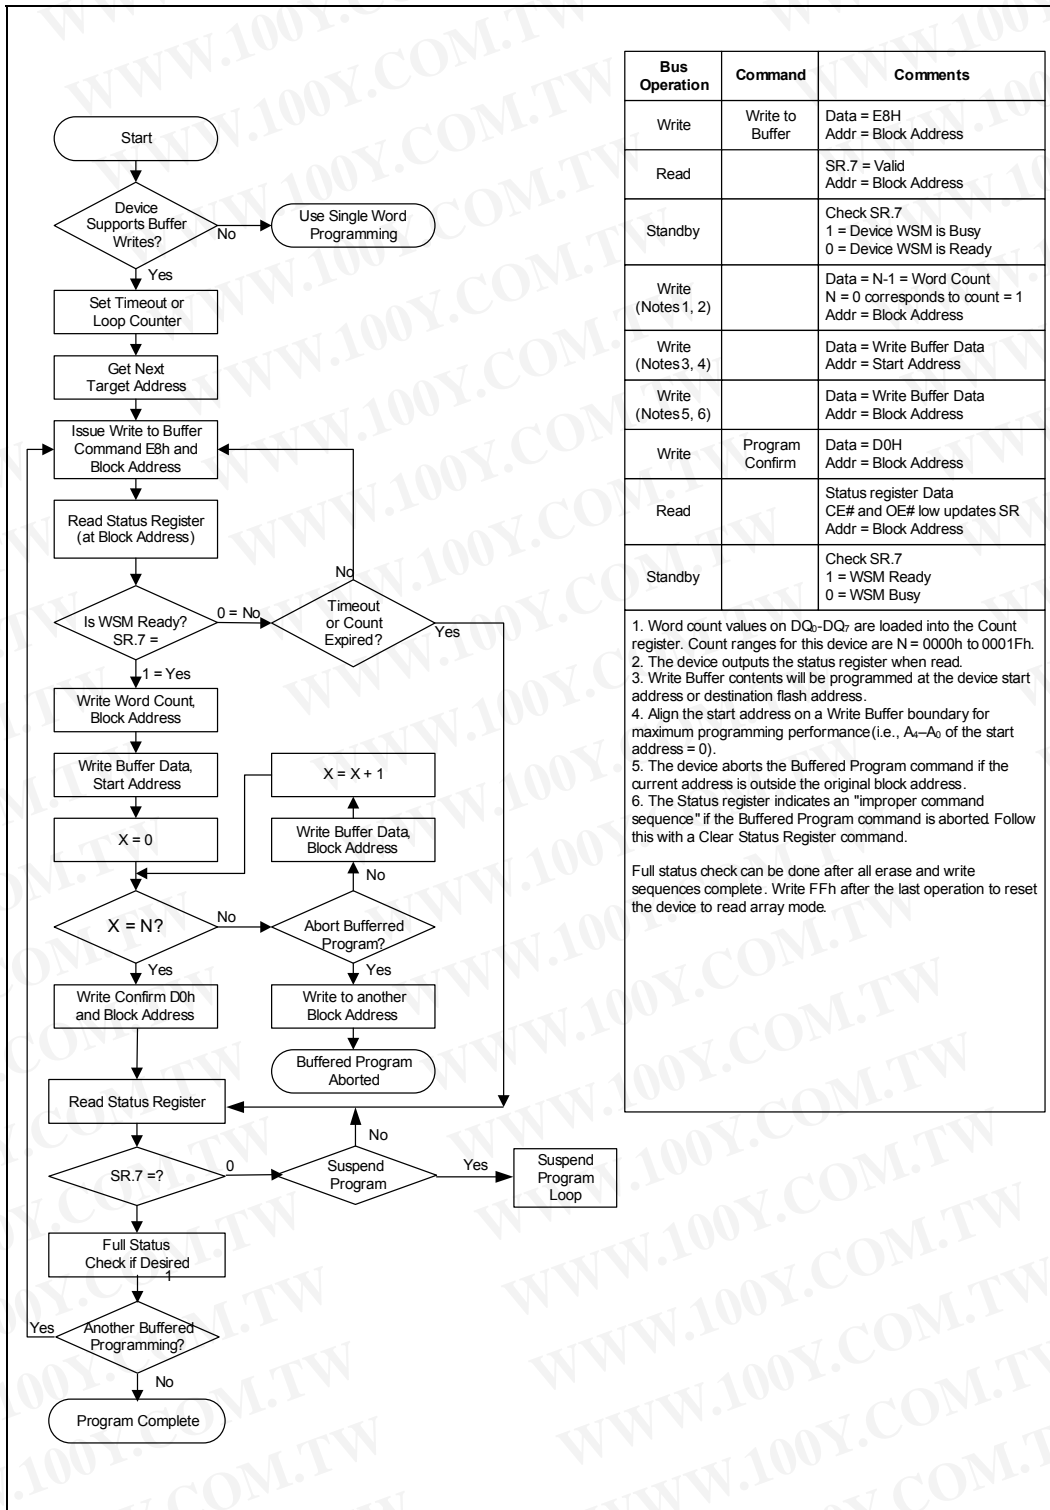 Start
Device
Supports Buffer
Writes?
No
Use Single Word
Programming
Yes
Set Timeout or
Loop Counter
Get Next
Target Address
Issue Write to Buffer
Command E8h and
Block Address
Read Status Register
(at Block Address)
No
Is WSM Ready?
SR.7 =
0 = No
Timeout
or Count
Expired?
Yes
1 = Yes
Write Word Count,
Block Address
Write Buffer Data,
Start Address
X = X + 1
X = 0
Write Buffer Data,
Block Address
No
X = N?
No
Abort Bufferred
Program?
Yes
Yes
Write Confirm D0h
and Block Address
Write to another
Block Address
Buffered Program
Aborted
Read Status Register
No
SR.7 =?
0
Suspend
Program
Yes
Suspend
Program
Loop
Full Status
Check if Desired
1
Yes
Another Buffered
Programming?
No
Program Complete
Bus
Operation
Command
Comments
Write
Write to
Buffer
Data = E8H
Addr = Block Address
Read
SR.7 = Valid
Addr = Block Address
Standby
Check SR.7
1 = Device WSM is Busy
0 = Device WSM is Ready
Write
(Notes 1, 2)
Data = N-1 = Word Count
N = 0 corresponds to count = 1
Addr = Block Address
Write
(Notes 3, 4)
Data = Write Buffer Data
Addr = Start Address
Write
(Notes 5, 6)
Data = Write Buffer Data
Addr = Block Address
Write
Program
Confirm
Data = D0H
Addr = Block Address
Read
Status register Data
CE# and OE# low updates SR
Addr = Block Address
Standby
Check SR.7
1 = WSM Ready
0 = WSM Busy
1. Word count values on DQ₀-DQ₇ are loaded into the Count
register. Count ranges for this device are N = 0000h to 0001Fh.
2. The device outputs the status register when read.
3. Write Buffer contents will be programmed at the device start
address or destination flash address.
4. Align the start address on a Write Buffer boundary for
maximum programming performance (i.e., A₄–A₀ of the start
address = 0).
5. The device aborts the Buffered Program command if the
current address is outside the original block address.
6. The Status register indicates an "improper command
sequence" if the Buffered Program command is aborted. Follow
this with a Clear Status Register command.
Full status check can be done after all erase and write
sequences complete. Write FFh after the last operation to reset
the device to read array mode.
WWW.100Y.COM.TW